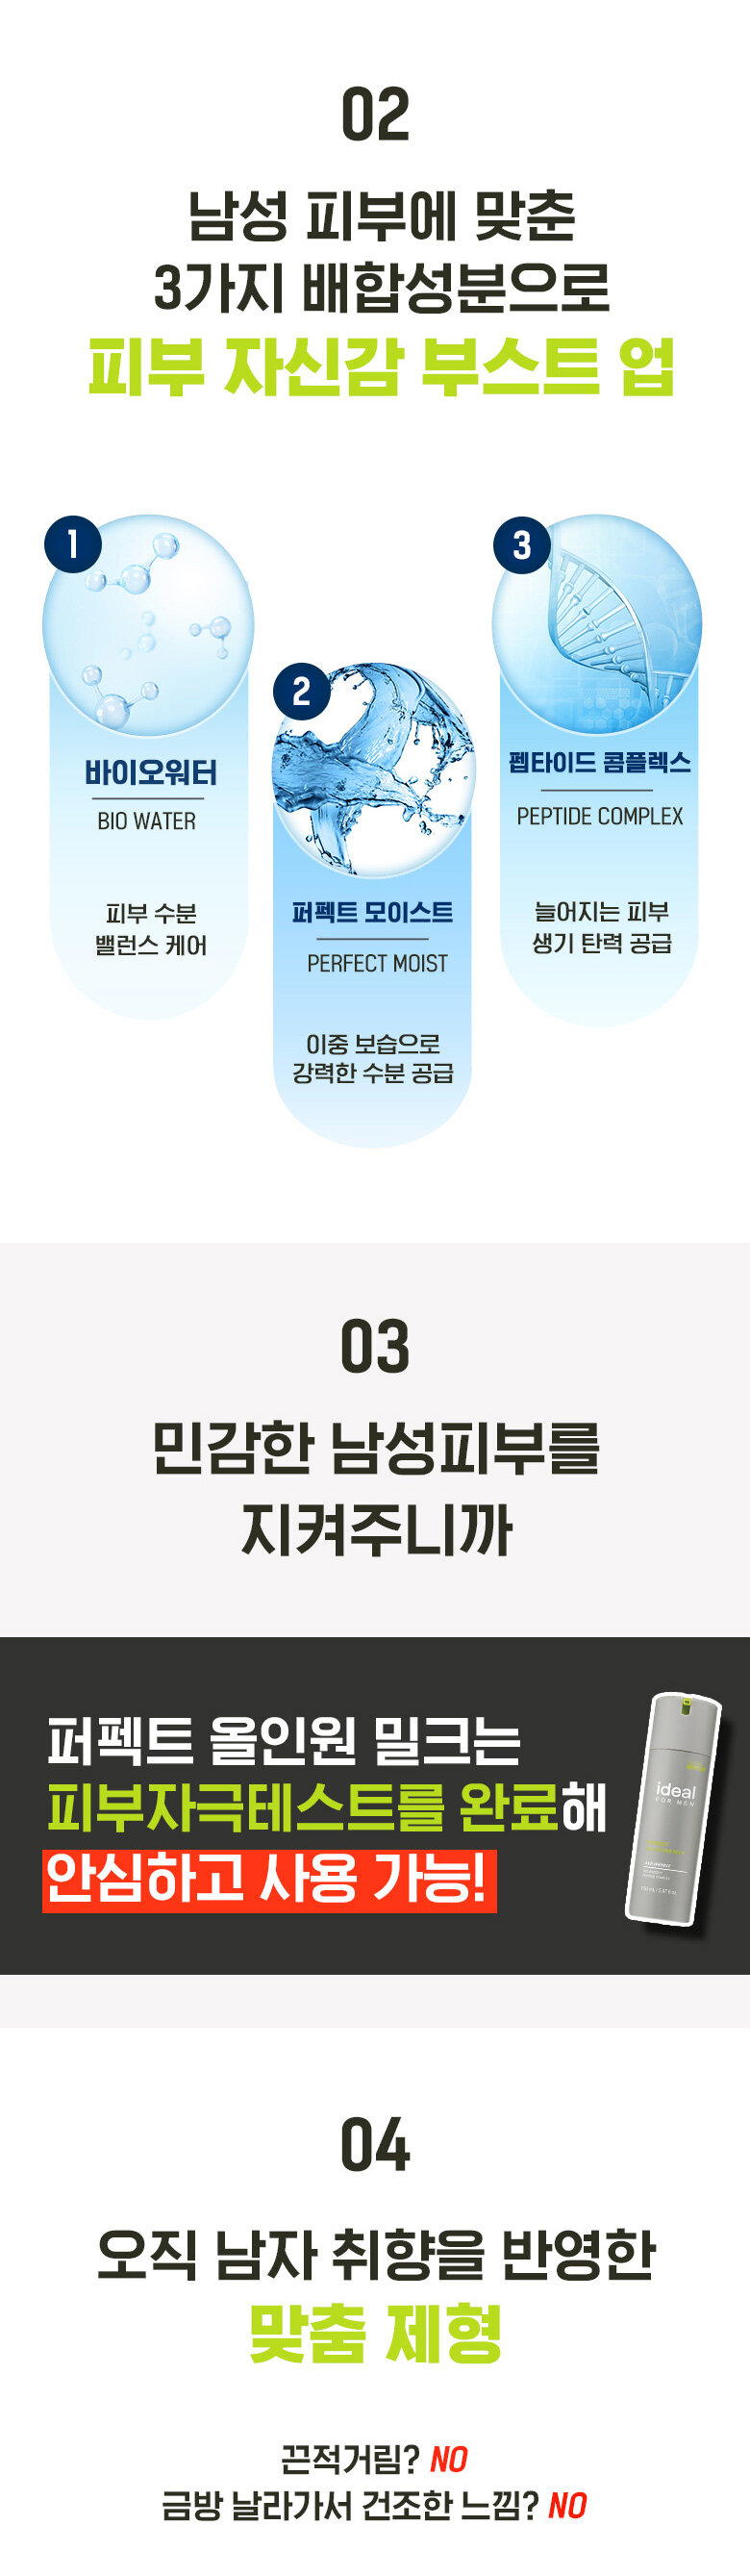 02
남성 피부에 맞춘
3가지 배합성분으로
피부 자신감 부스트 업
1
바이오워터
BIO WATER
피부 수분
밸런스 케어
2
퍼펙트 모이스트
PERFECT MOIST
이중 보습으로
강력한 수분 공급
3
펩타이드 콤플렉스
PEPTIDE COMPLEX
늘어지는 피부
생기 탄력 공급
03
민감한 남성피부를
지켜주니까
퍼펙트 올인원 밀크는
피부자극테스트를 완료해
안심하고 사용 가능!
ideal
FOR MEN
04
오직 남자 취향을 반영한
맞춤 제형
끈적거림? NO
금방 날라가서 건조한 느낌? NO